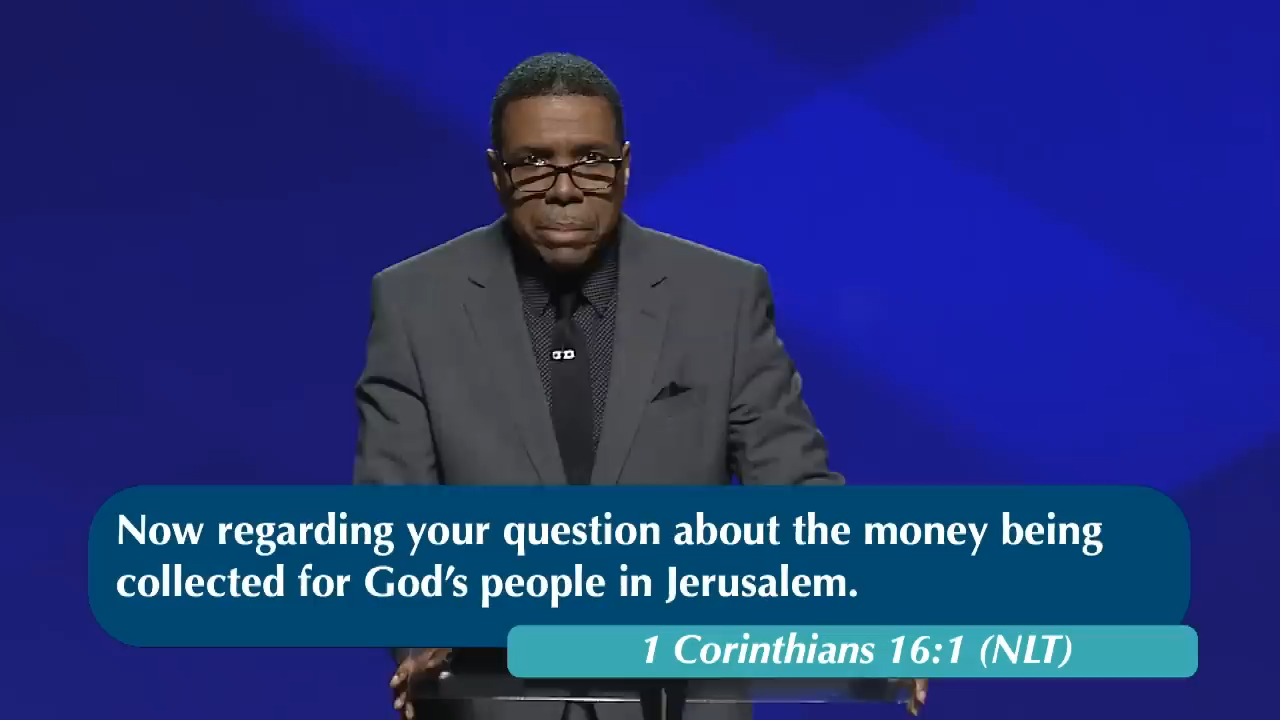 Now regarding your question about the money being
collected for God's people in Jerusalem.
1 Corinthians 16:1 (NLT)